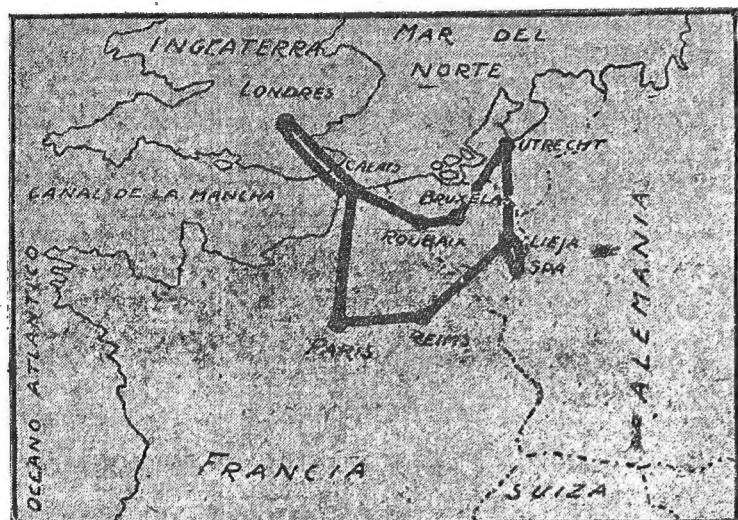 INGLATERRA
MAR DEL
NORTE
LONDRES
CALAIS
UTRECHT
CANAL DE LA MANCHA
BRUXELAS
ROUBAIX
LIEJA
SPA
PARIS
REIMS
OCEANO ATLANTICO
ALEMANIA
FRANCIA
SUIZA